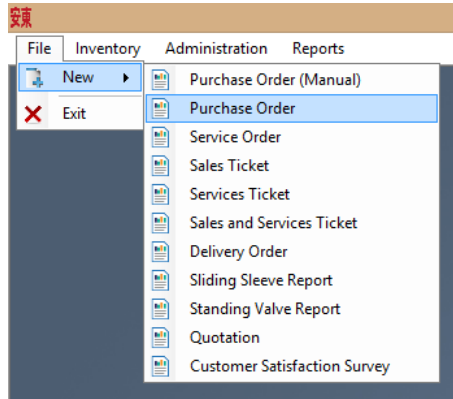 安東
File Inventory Administration Reports
New
Exit
Purchase Order (Manual)
Purchase Order
Service Order
Sales Ticket
Services Ticket
Sales and Services Ticket
Delivery Order
Sliding Sleeve Report
Standing Valve Report
Quotation
Customer Satisfaction Survey